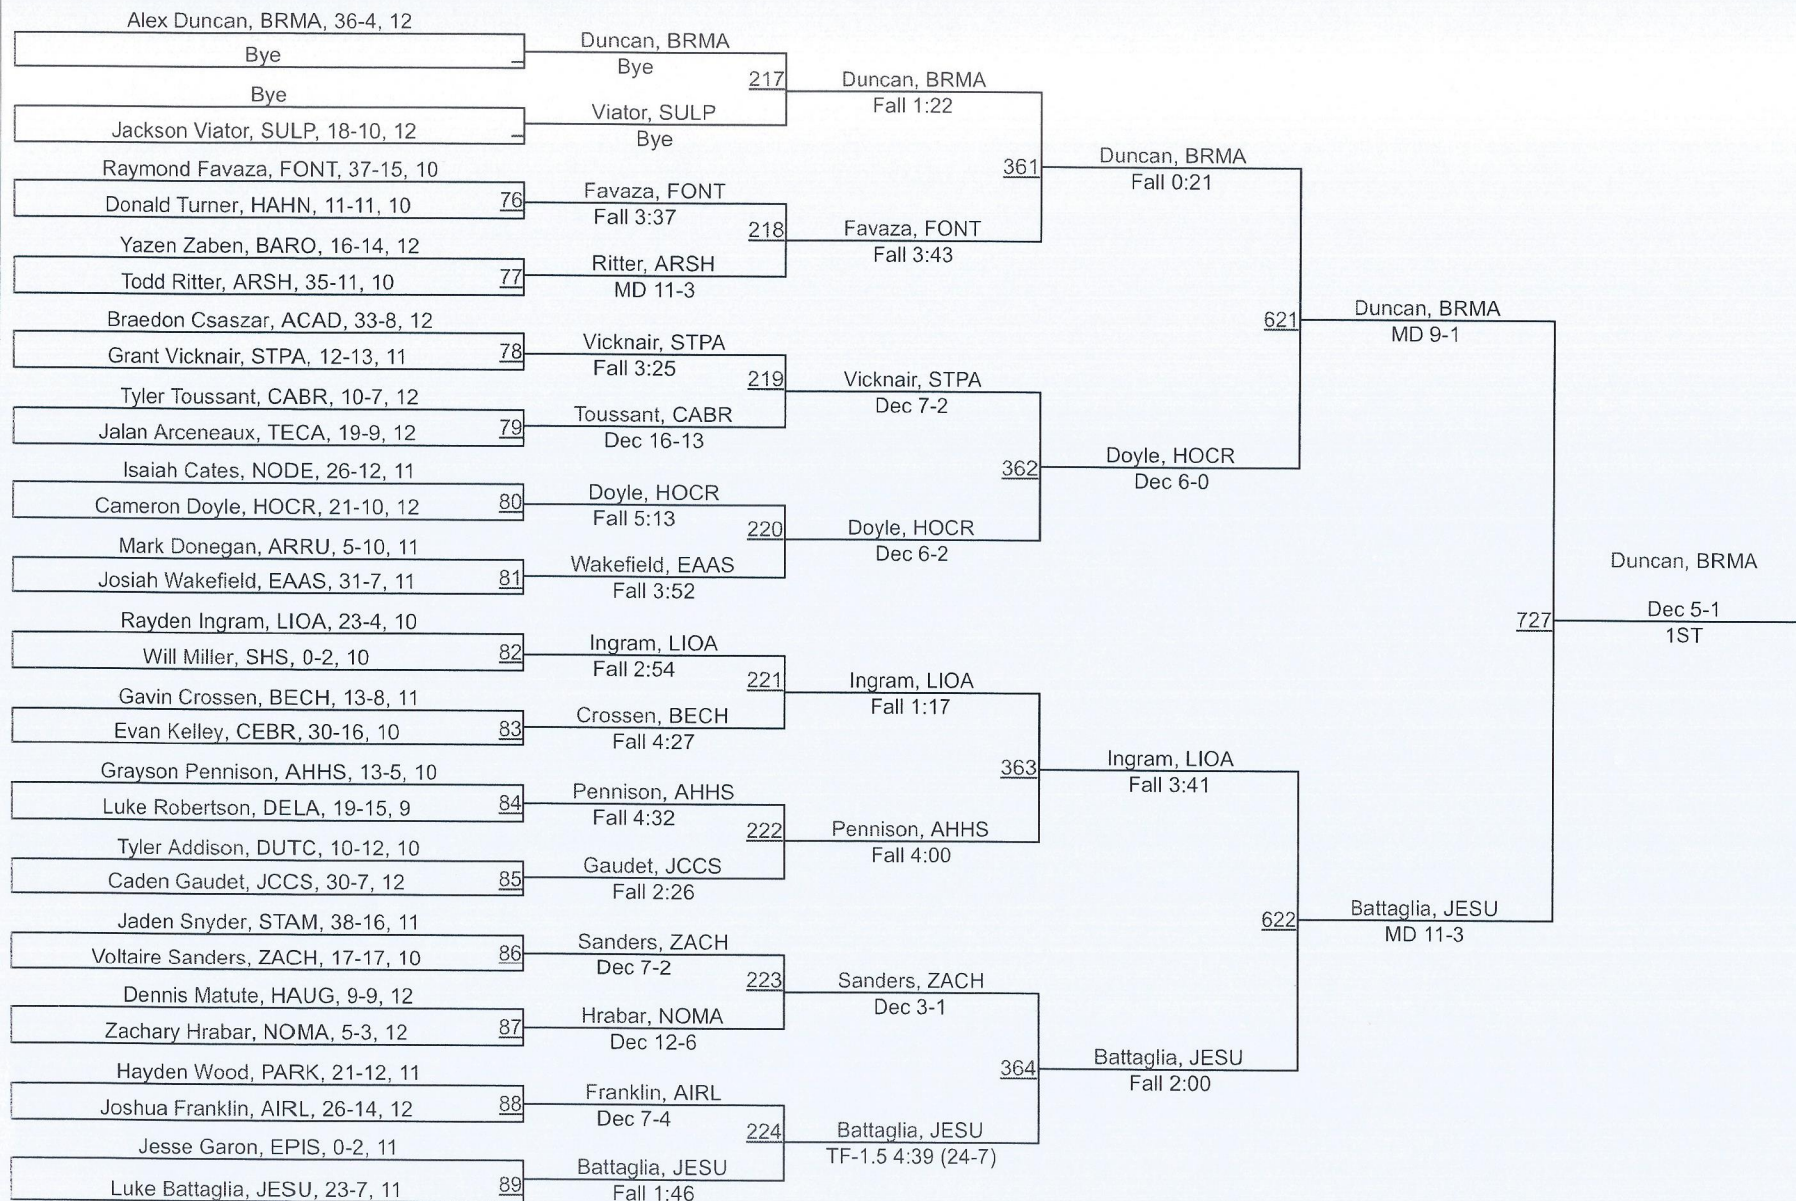 Alex Duncan, BRMA, 36-4, 12
Bye
Bye
Jackson Viator, SULP, 18-10, 12
Raymond Favaza, FONT, 37-15, 10
Donald Turner, HAHN, 11-11, 10
76
Yazen Zaben, BARO, 16-14, 12
Todd Ritter, ARSH, 35-11, 10
77
Braedon Csaszar, ACAD, 33-8, 12
Grant Vicknair, STPA, 12-13, 11
78
Tyler Toussant, CABR, 10-7, 12
Jalan Arceneaux, TECA, 19-9, 12
79
Isaiah Cates, NODE, 26-12, 11
Cameron Doyle, HOCR, 21-10, 12
80
Mark Donegan, ARRU, 5-10, 11
Josiah Wakefield, EAAS, 31-7, 11
81
Rayden Ingram, LIOA, 23-4, 10
Will Miller, SHS, 0-2, 10
82
Gavin Crossen, BECH, 13-8, 11
Evan Kelley, CEBR, 30-16, 10
83
Grayson Pennison, AHHS, 13-5, 10
Luke Robertson, DELA, 19-15, 9
84
Tyler Addison, DUTC, 10-12, 10
Caden Gaudet, JCCS, 30-7, 12
85
Jaden Snyder, STAM, 38-16, 11
Voltaire Sanders, ZACH, 17-17, 10
86
Dennis Matute, HAUG, 9-9, 12
Zachary Hrabar, NOMA, 5-3, 12
87
Hayden Wood, PARK, 21-12, 11
Joshua Franklin, AIRL, 26-14, 12
88
Jesse Garon, EPIS, 0-2, 11
Luke Battaglia, JESU, 23-7, 11
89
Duncan, BRMA
Bye
217
Viator, SULP
Bye
Favaza, FONT
Fall 3:37
218
Ritter, ARSH
MD 11-3
Vicknair, STPA
Fall 3:25
219
Toussant, CABR
Dec 16-13
Doyle, HOCR
Fall 5:13
220
Wakefield, EAAS
Fall 3:52
Ingram, LIOA
Fall 2:54
221
Crossen, BECH
Fall 4:27
Pennison, AHHS
Fall 4:32
222
Gaudet, JCCS
Fall 2:26
Sanders, ZACH
Dec 7-2
223
Hrabar, NOMA
Dec 12-6
Franklin, AIRL
Dec 7-4
224
Battaglia, JESU
Fall 1:46
Duncan, BRMA
Fall 1:22
361
Favaza, FONT
Fall 3:43
Vicknair, STPA
Dec 7-2
362
Doyle, HOCR
Dec 6-2
Ingram, LIOA
Fall 1:17
363
Pennison, AHHS
Fall 4:00
Sanders, ZACH
Dec 3-1
364
Battaglia, JESU
TF-1.5 4:39 (24-7)
Duncan, BRMA
Fall 0:21
621
Doyle, HOCR
Dec 6-0
Ingram, LIOA
Fall 3:41
622
Battaglia, JESU
Fall 2:00
Duncan, BRMA
MD 9-1
727
Battaglia, JESU
MD 11-3
Duncan, BRMA
Dec 5-1
1ST